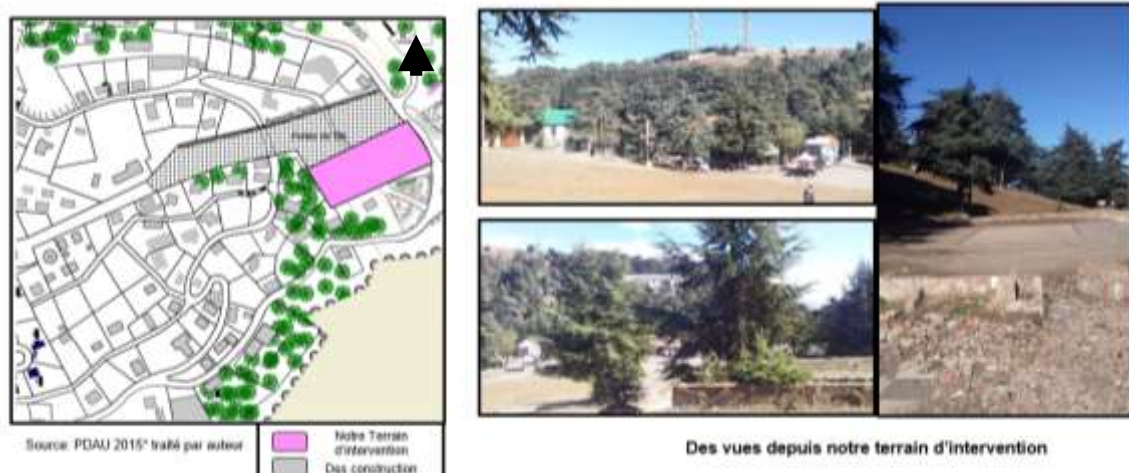 Source: PDAU 2015* traité par auteur
Notre Terrain
d'intervention
Des construction
Des vues depuis notre terrain d'intervention